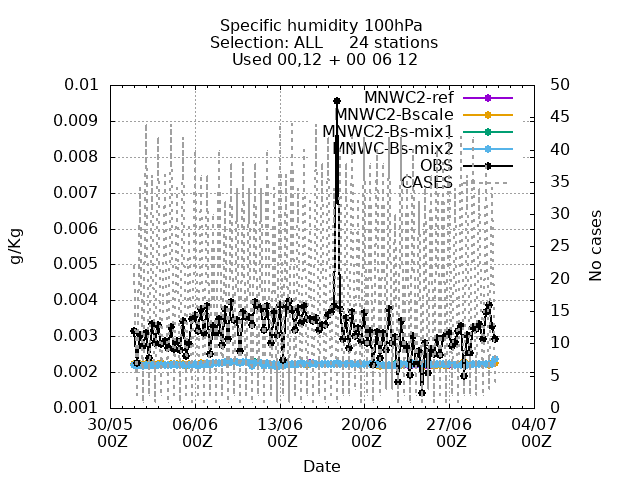 Specific humidity 100hPa
Selection: ALL 24 stations
Used 00,12 + 00 06 12
MNWC2-ref
MNWC2-Bscale
MNWC2-Bs-mix1
MNWC-Bs-mix2
OBS
CASES
0.01
0.009
0.008
0.007
0.006
0.005
0.004
0.003
0.002
0.001
g/Kg
50
45
40
35
30
25
20
15
10
5
0
No cases
30/05 06/06 13/06 20/06 27/06 04/07
00Z 00Z 00Z 00Z 00Z 00Z
Date